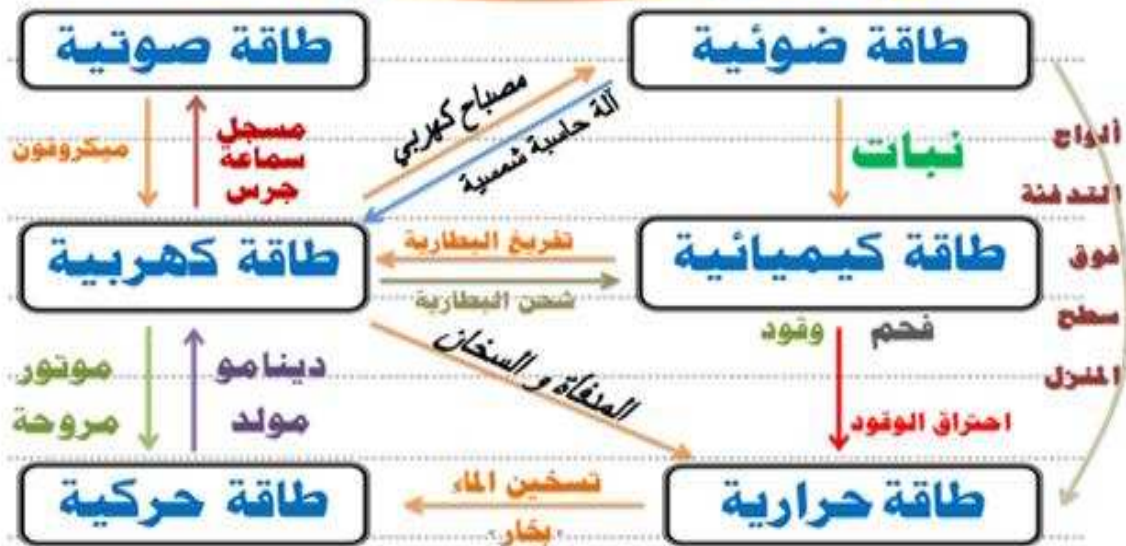 طاقة ضوئية
طاقة صوتية
مصباح كهربي
آلة حاسبة شمسية
ميكروفون
مسجل
سماعة
جرس
نبات
ألواح
التدفئة
فوق
سطح
المنزل
طاقة كيميائية
طاقة كهربية
تفريغ البطارية
شحن البطارية
فحم
وقود
احتراق الوقود
المدفأة و السخان
دينامو
مولد
موتور
مروحة
طاقة حرارية
تسخين الماء
"بخار"
طاقة حركية